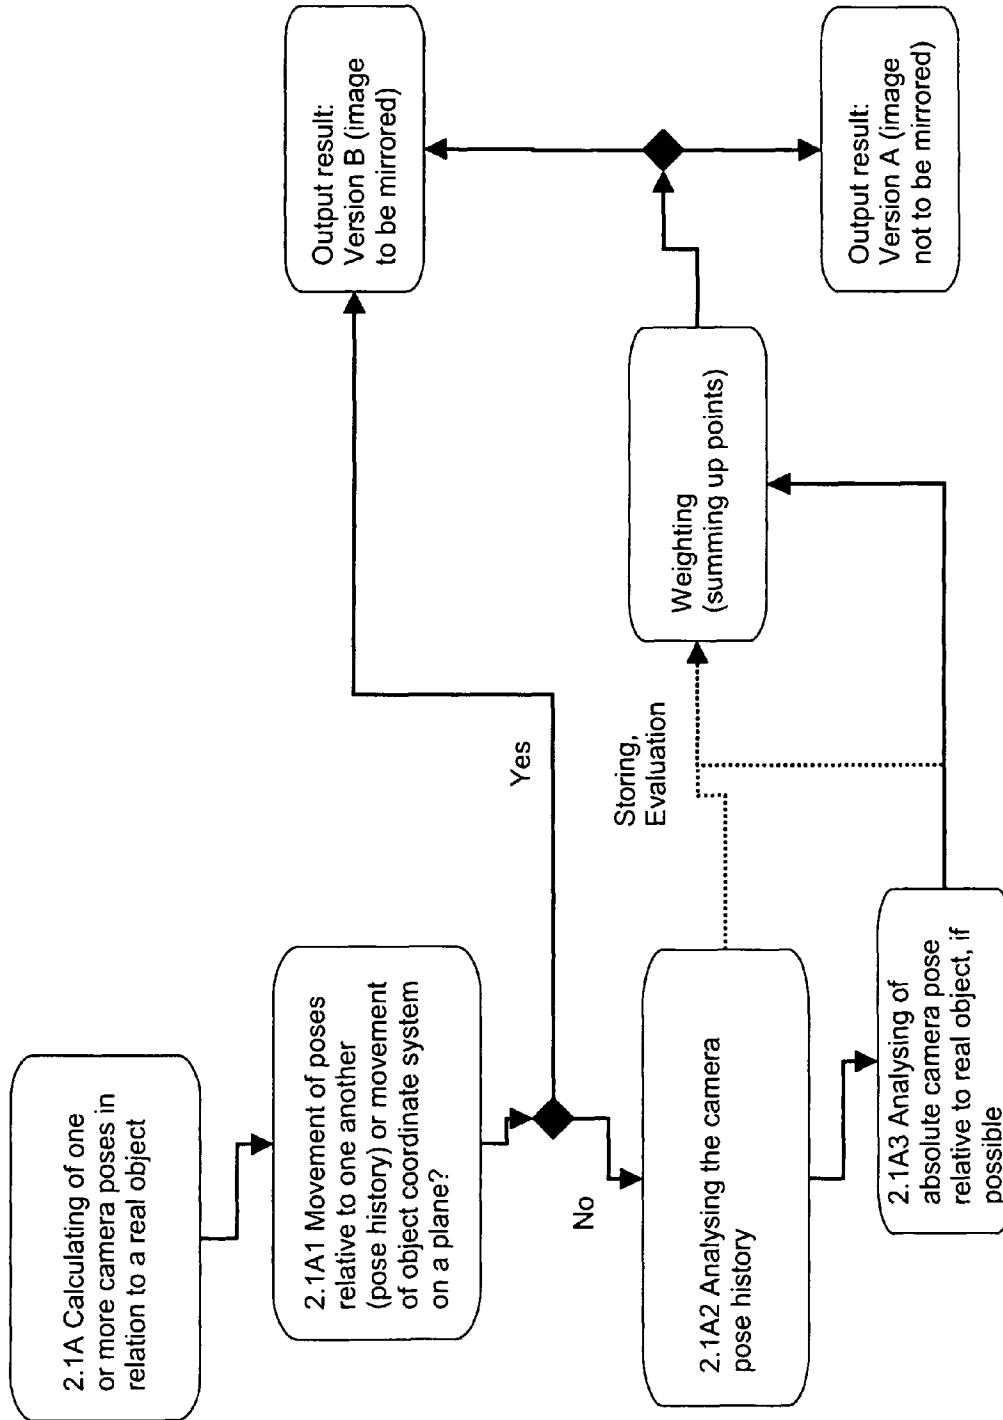 2.1A Calculating of one
or more camera poses in
relation to a real object
2.1A1 Movement of poses
relative to one another
(pose history) or movement
of object coordinate system
on a plane?
Yes
No
2.1A2 Analysing the camera
pose history
2.1A3 Analysing of
absolute camera pose
relative to real object, if
possible
Storing,
Evaluation
Weighting
(summing up points)
Output result:
Version B (image
to be mirrored)
Output result:
Version A (image
not to be mirrored)